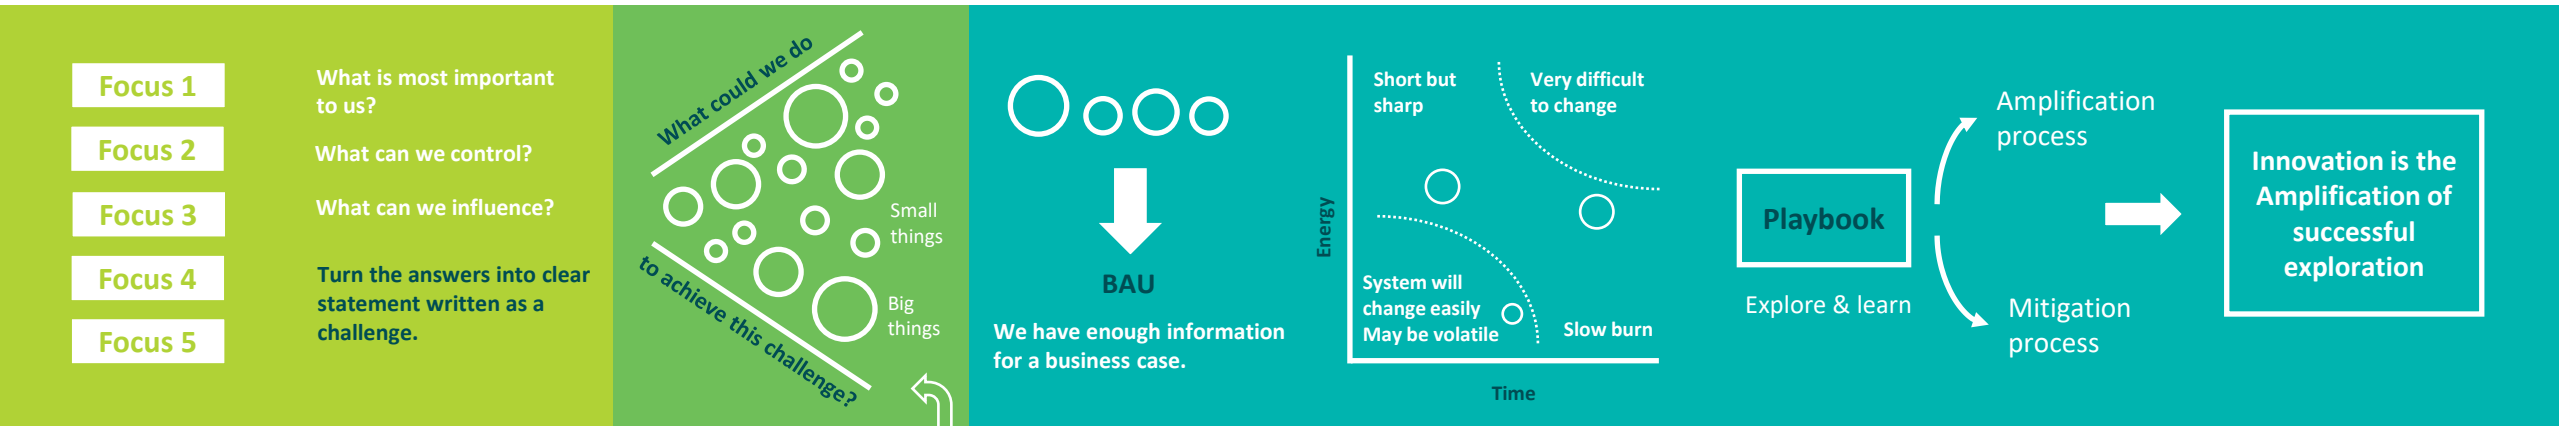 Focus 1
Focus 2
Focus 3
Focus 4
Focus 5
What is most important
to us?
What can we control?
What can we influence?
Turn the answers into clear
statement written as a
challenge.
What could we do
to achieve this challenge?
Small
things
Big
things
BAU
We have enough information
for a business case.
Energy
Short but
sharp
Very difficult
to change
System will
change easily
May be volatile
Slow burn
Time
Playbook
Explore & learn
Amplification
process
Mitigation
process
Innovation is the
Amplification of
successful
exploration